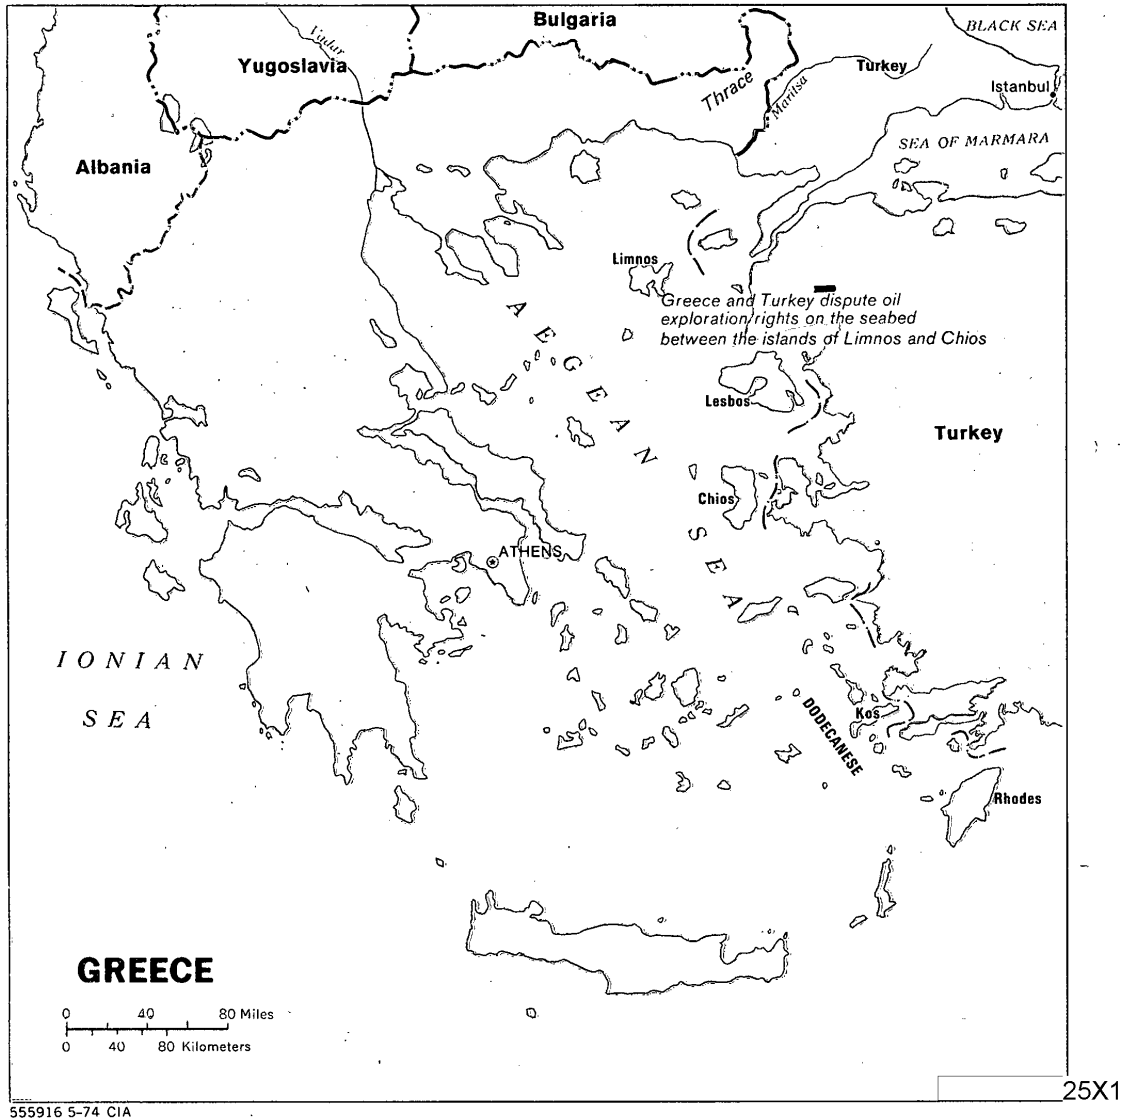 Bulgaria
BLACK SEA
Vadar
Yugoslavia
Turkey
Thrace
Maritsa
Istanbul
SEA OF MARMARA
Albania
Limnos
Greece and Turkey dispute oil
exploration rights on the seabed
between the islands of Limnos and Chios
AEGEAN SEA
Lesbos
Turkey
Chios
ATHENS
IONIAN
SEA
DODECANESE
Kos
Rhodes
GREECE
0 40 80 Miles
0 40 80 Kilometers
25X1
555916 5-74 CIA